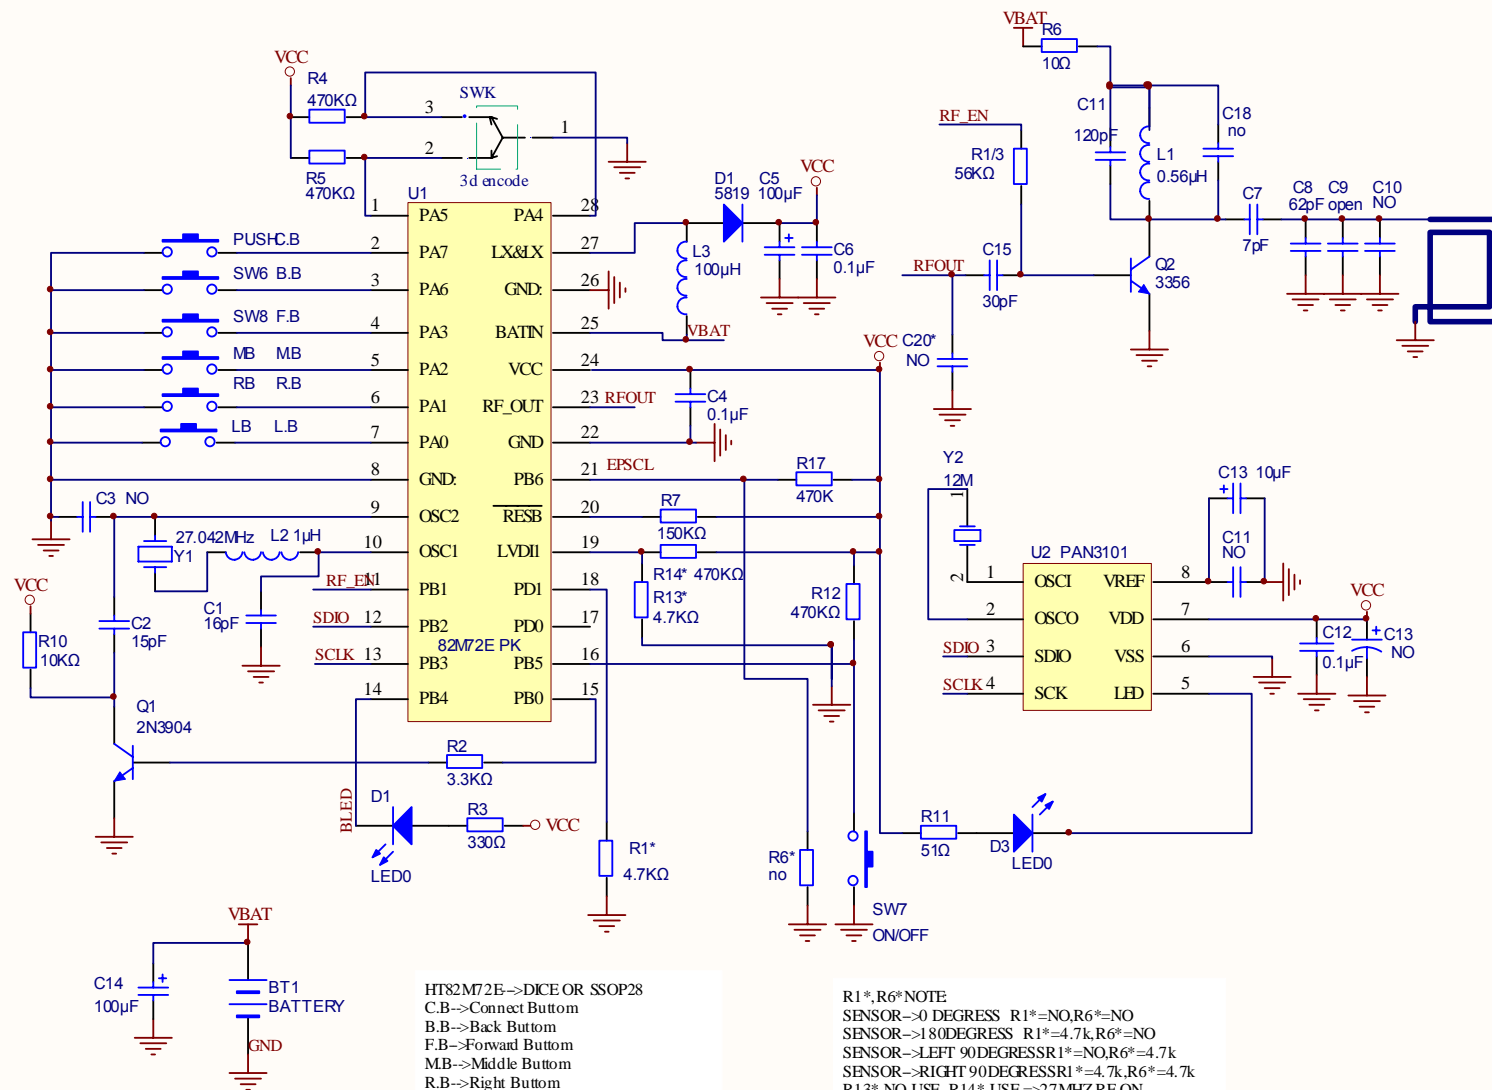 VCC
R4
470KΩ
SWK
3
1
2
R5
470KΩ
3d encode
VBAT
R6
10Ω
C11
120pF
C18
no
RF_EN
R1/3
56KΩ
L1
0.56μH
C7
7pF
C8
62pF
C9
open
C10
NO
RFOUT
C15
30pF
Q2
3356
C20*
NO
U1
1 PA5 PA4 28
2 PA7 LX&LX 27
3 PA6 GND: 26
4 PA3 BATIN 25
5 PA2 VCC 24
6 PA1 RF_OUT 23 RFOUT
7 PA0 GND 22
8 GND: PB6 21 EPSCL
9 OSC2 RESB 20
10 OSC1 LVDI1 19
RF_EN 11 PB1 PD1 18
SDIO 12 PB2 PD0 17
82M72E PK
SCLK 13 PB3 PB5 16
14 PB4 PB0 15
PUSHC.B
SW6 B.B
SW8 F.B
MB M.B
RB R.B
LB L.B
D1
5819
C5
100μF
VCC
L3
100μH
C6
0.1μF
VBAT
VCC
C4
0.1μF
R17
470K
R7
150KΩ
R14* 470KΩ
R13*
4.7KΩ
R12
470KΩ
C3 NO
27.042MHz
Y1
L2 1μH
C1
16pF
VCC
R10
10KΩ
C2
15pF
Q1
2N3904
R2
3.3KΩ
BLED
D1
LED0
R3
330Ω
VCC
R1*
4.7KΩ
R6*
no
SW7
ON/OFF
R11
51Ω
D3
LED0
Y2
12M
1
2
C13 10μF
C11
NO
U2 PAN3101
1 OSCI VREF 8
2 OSCO VDD 7
SDIO 3 SDIO VSS 6
SCLK 4 SCK LED 5
VCC
C12
0.1μF
C13
NO
VBAT
C14
100μF
BT1
BATTERY
GND
HT82M72E-->DICE OR SSOP28
C.B-->Connect Buttom
B.B-->Back Buttom
F.B-->Forward Buttom
M.B-->Middle Buttom
R.B-->Right Buttom
R1*,R6*NOTE
SENSOR->0 DEGRESS R1*=NO,R6*=NO
SENSOR->180DEGRESS R1*=4.7k,R6*=NO
SENSOR->LEFT 90DEGRESSR1*=NO,R6*=4.7k
SENSOR->RIGHT 90DEGRESSR1*=4.7k,R6*=4.7k
R13* NO USE, R14* USE =>27MHZ RF ON